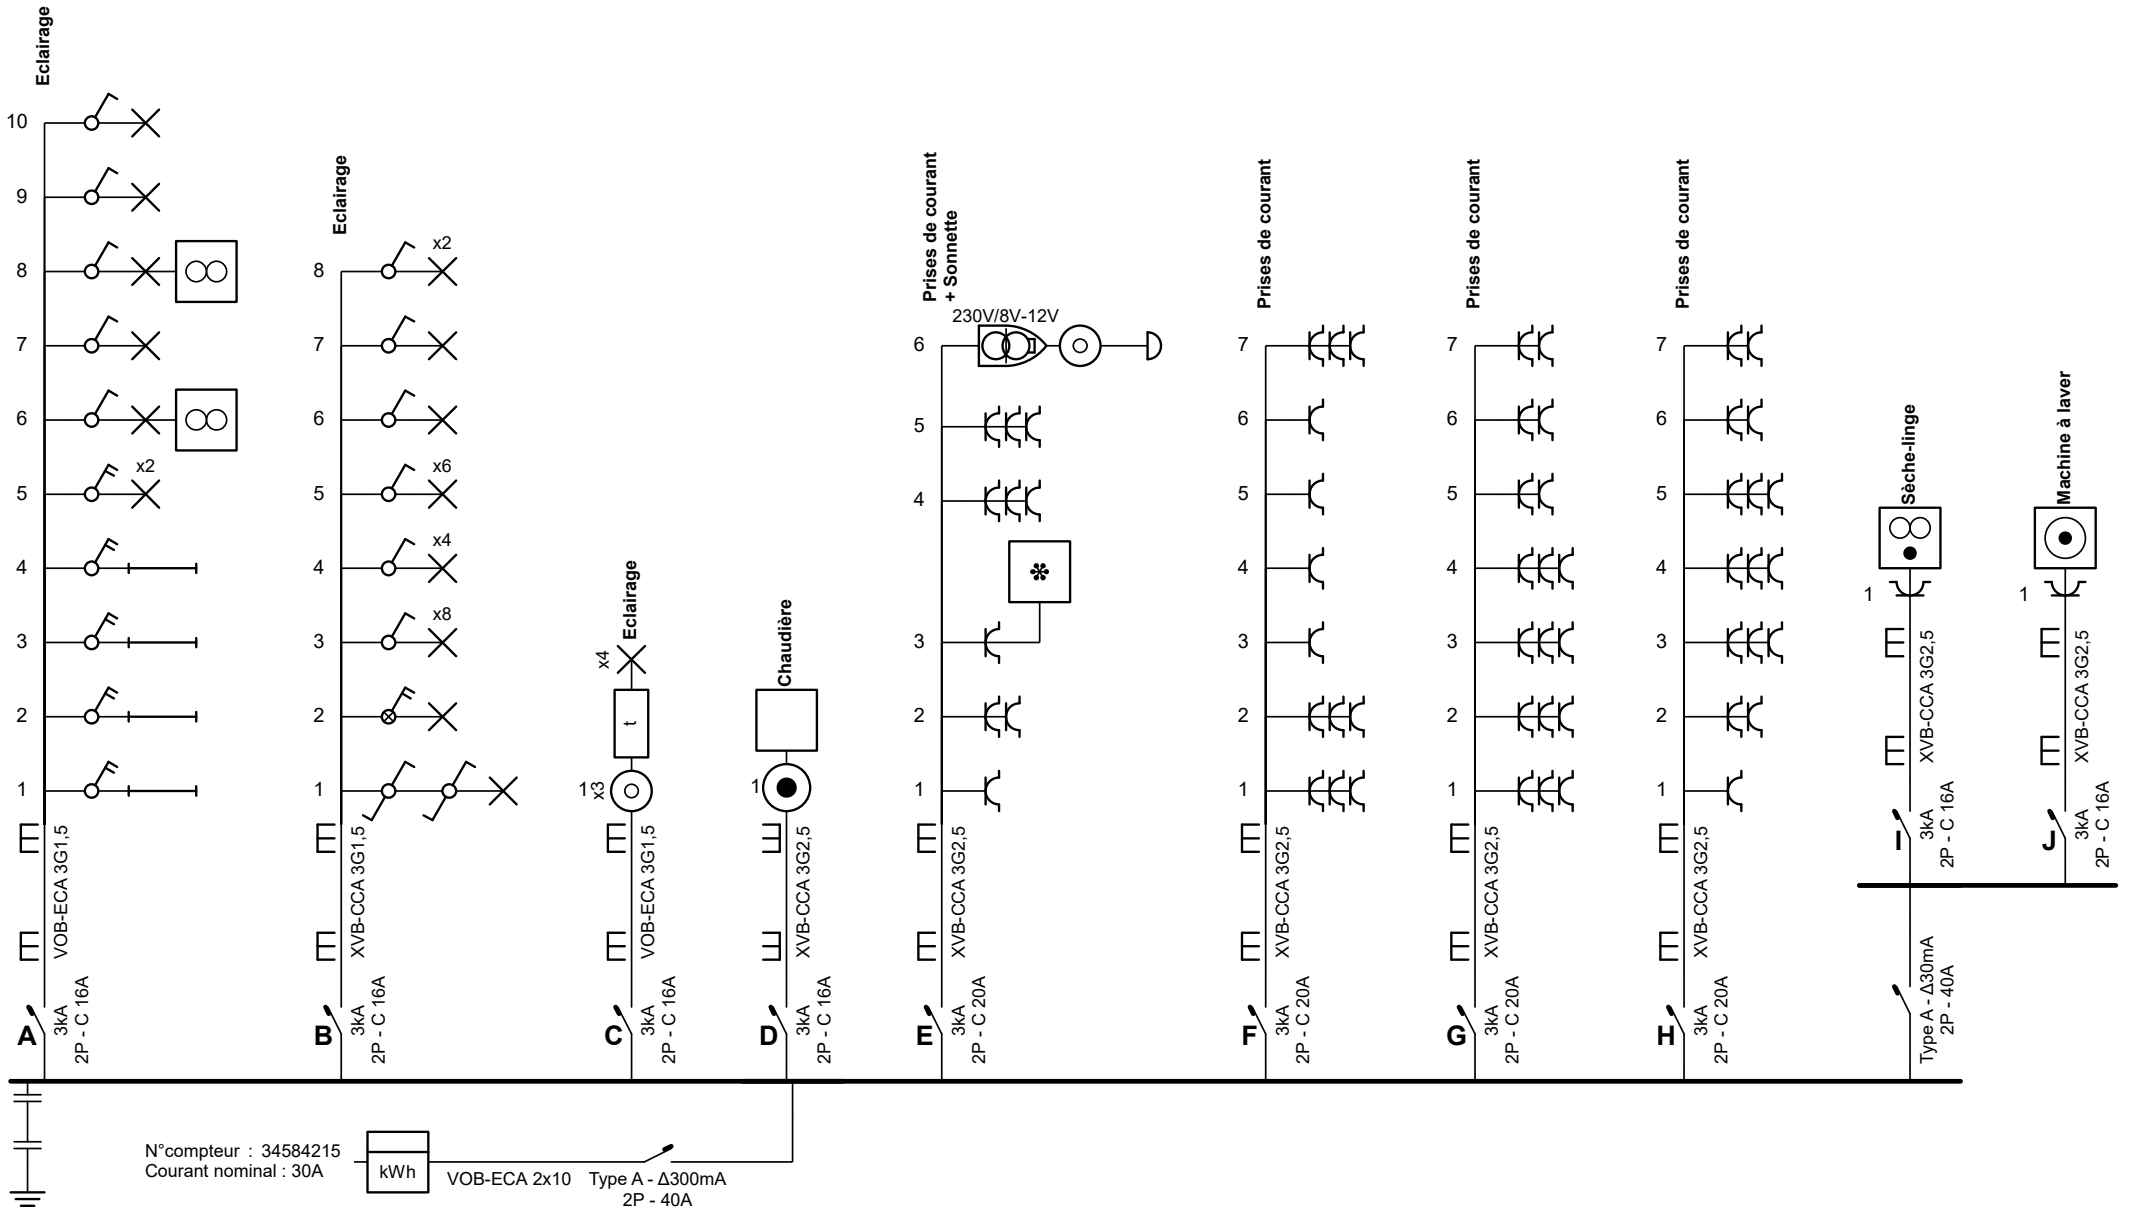 Eclairage
10
9
8
7
6
x2
5
4
3
2
1
VOB-ECA 3G1,5
3kA
2P - C 16A
A
Eclairage
x2
8
7
6
x6
5
x4
4
x8
3
2
1
XVB-CCA 3G1,5
3kA
2P - C 16A
B
Eclairage
x4
t
1
x3
VOB-ECA 3G1,5
3kA
2P - C 16A
C
Chaudière
1
XVB-CCA 3G2,5
3kA
2P - C 16A
D
Prises de courant
+ Sonnette
230V/8V-12V
6
5
4
3
2
1
XVB-CCA 3G2,5
3kA
2P - C 20A
E
Prises de courant
7
6
5
4
3
2
1
XVB-CCA 3G2,5
3kA
2P - C 20A
F
Prises de courant
7
6
5
4
3
2
1
XVB-CCA 3G2,5
3kA
2P - C 20A
G
Prises de courant
7
6
5
4
3
2
1
XVB-CCA 3G2,5
3kA
2P - C 20A
H
Sèche-linge
1
XVB-CCA 3G2,5
3kA
2P - C 16A
I
Machine à laver
1
XVB-CCA 3G2,5
3kA
2P - C 16A
J
Type A - Δ30mA
2P - 40A
N°compteur : 34584215
Courant nominal : 30A
kWh
VOB-ECA 2x10
Type A - Δ300mA
2P - 40A